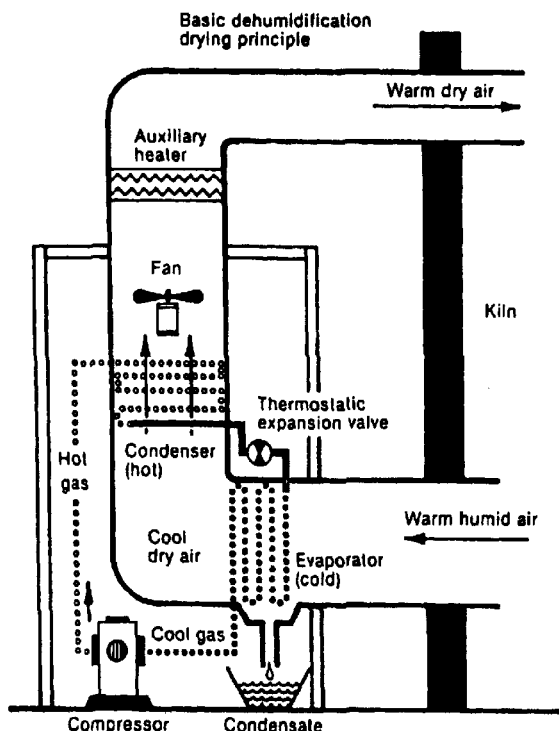 Basic dehumidification
drying principle
Warm dry air
Auxiliary
heater
Fan
Kiln
Thermostatic
expansion valve
Condenser
(hot)
Hot
gas
Warm humid air
Cool
dry air
Evaporator
(cold)
Cool gas
Compressor
Condensate